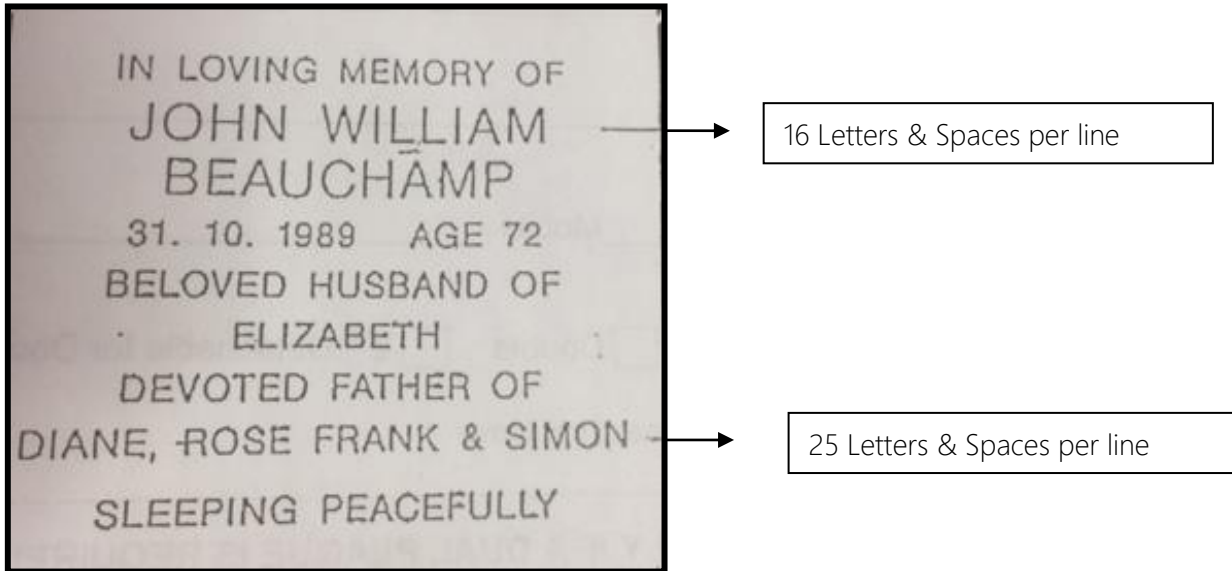 IN LOVING MEMORY OF
JOHN WILLIAM
BEAUCHAMP
31. 10. 1989 AGE 72
BELOVED HUSBAND OF
ELIZABETH
DEVOTED FATHER OF
DIANE, ROSE FRANK & SIMON
SLEEPING PEACEFULLY
16 Letters & Spaces per line
25 Letters & Spaces per line